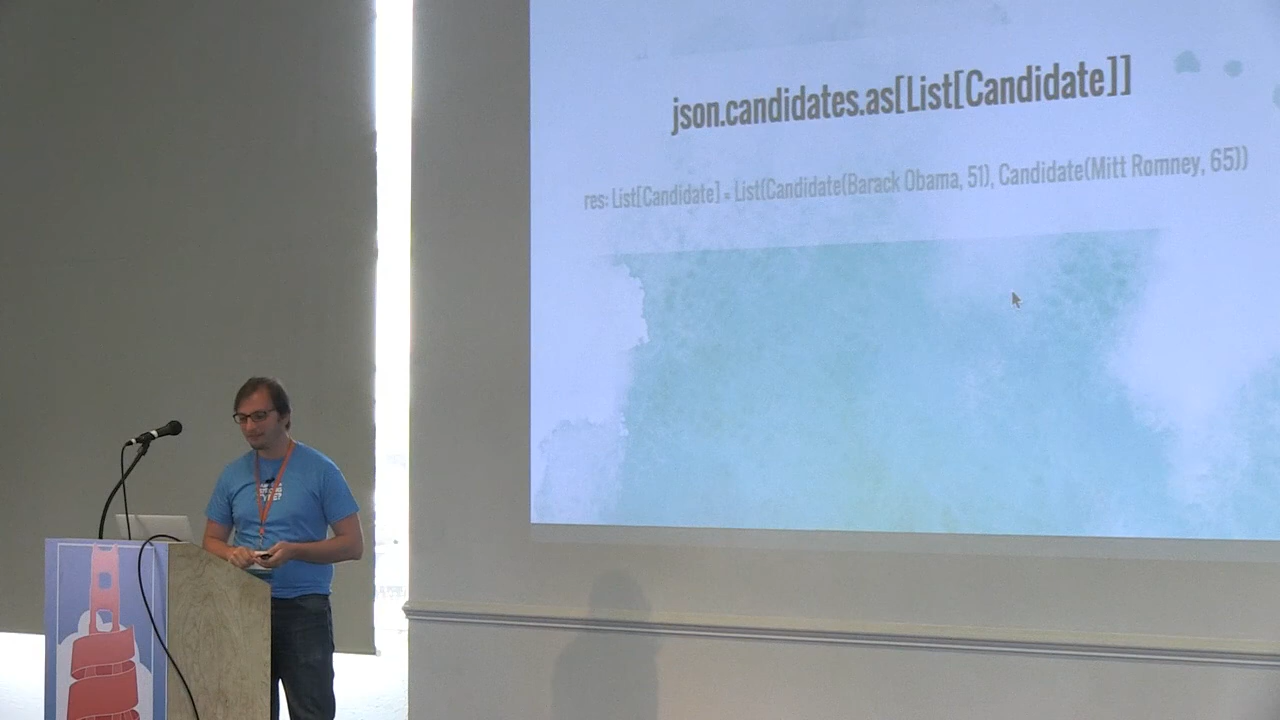 json.candidates.as[List[Candidate]]
res: List[Candidate] = List(Candidate(Barack Obama, 51), Candidate(Mitt Romney, 65))